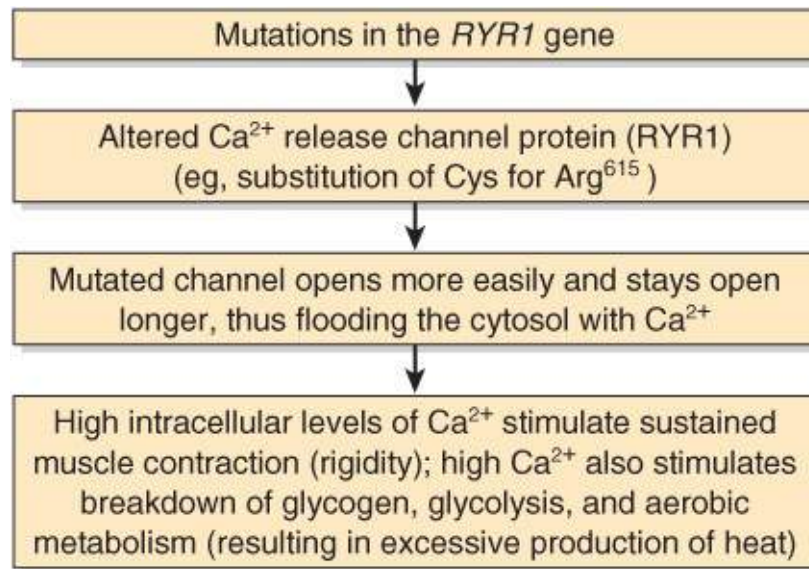 Mutations in the RYR1 gene
Altered Ca²⁺ release channel protein (RYR1)
(eg, substitution of Cys for Arg⁶¹⁵ )
Mutated channel opens more easily and stays open
longer, thus flooding the cytosol with Ca²⁺
High intracellular levels of Ca²⁺ stimulate sustained
muscle contraction (rigidity); high Ca²⁺ also stimulates
breakdown of glycogen, glycolysis, and aerobic
metabolism (resulting in excessive production of heat)